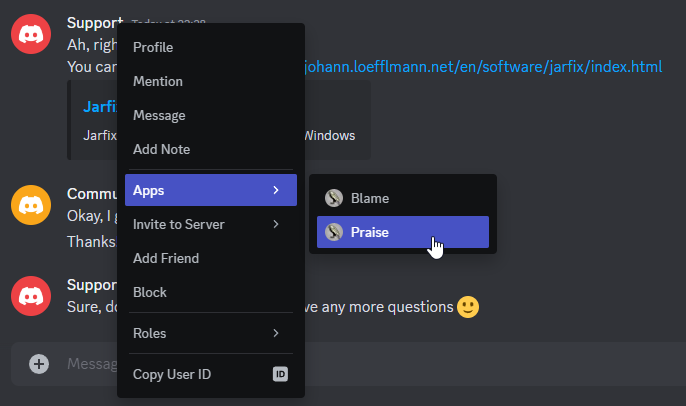 Support Today at 22:28
Ah, righ
You can johann.loefflmann.net/en/software/jarfix/index.html
Jarfi
Jarfix Windows
Commu
Okay, I g
Thanks
Suppor
Sure, do ve any more questions 🙂
Messag
Profile
Mention
Message
Add Note
Apps
Invite to Server
Add Friend
Block
Roles
Copy User ID ID
Blame
Praise